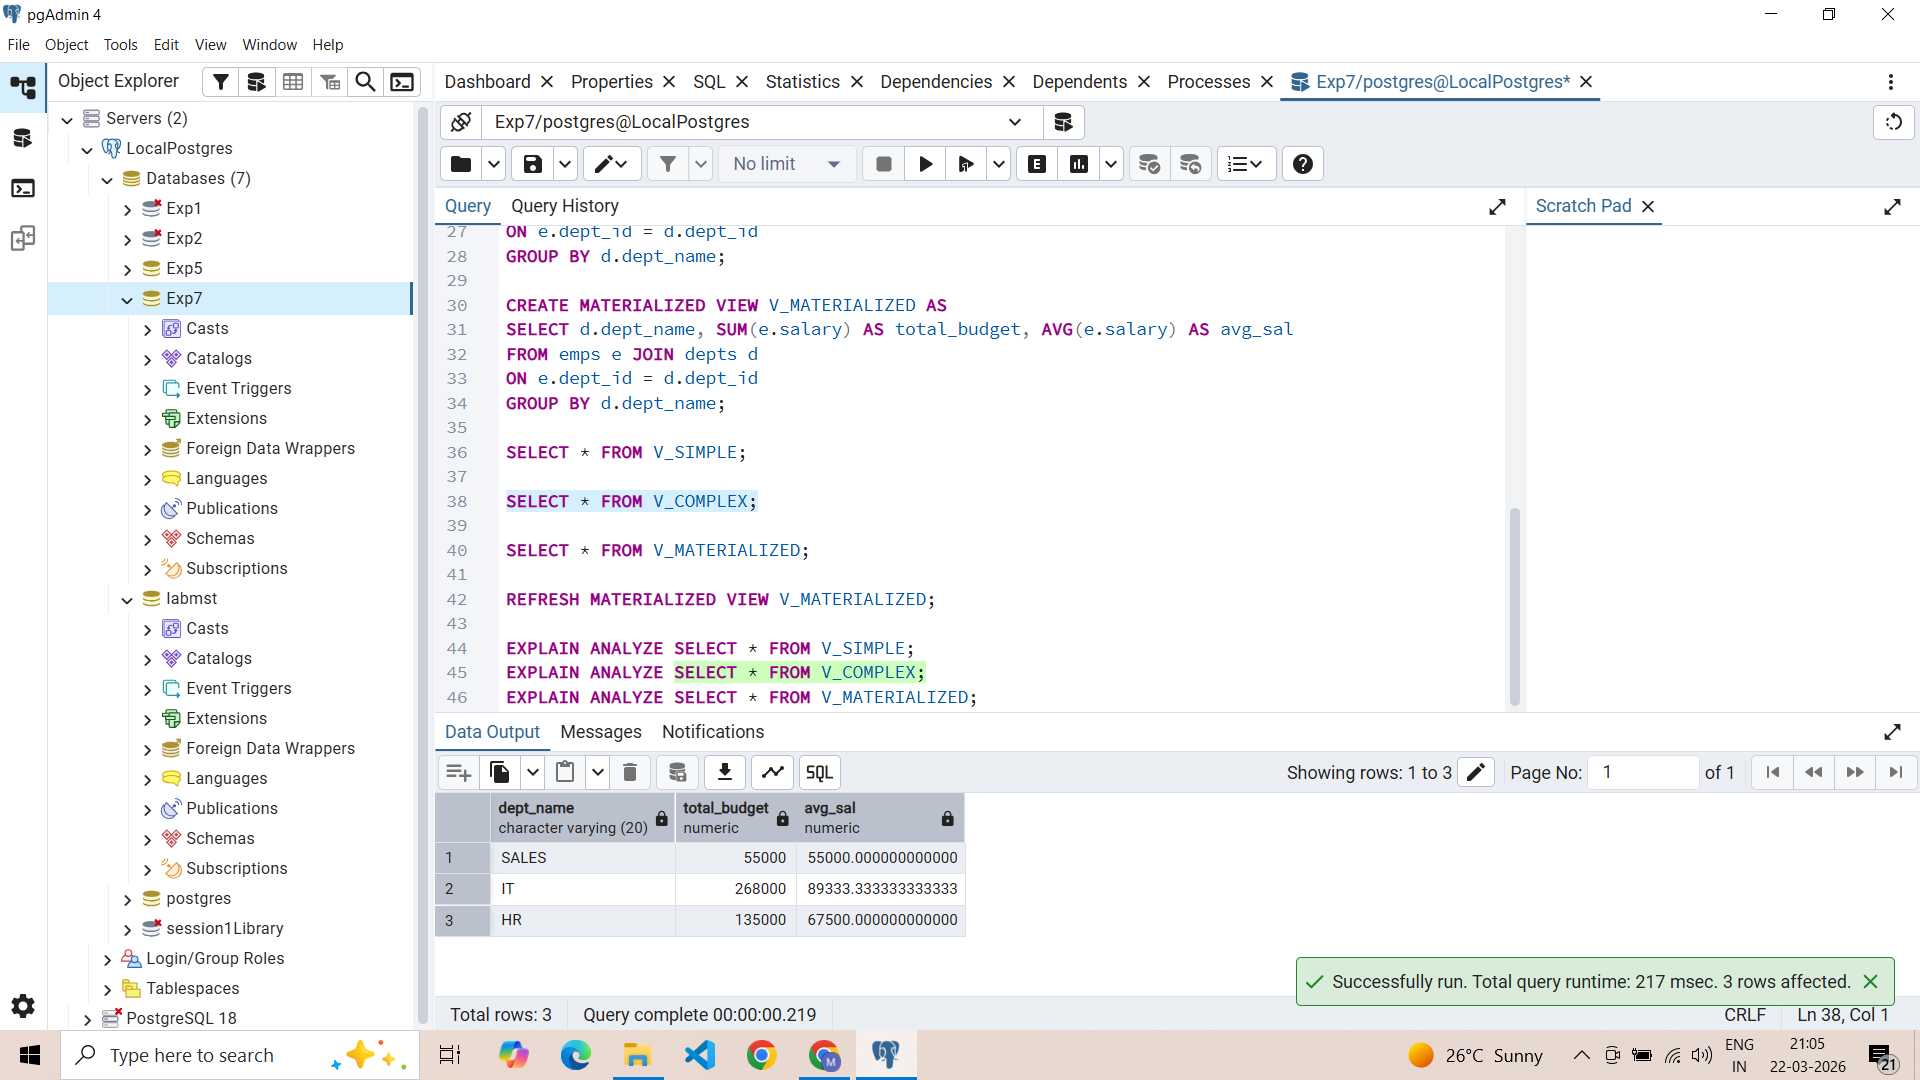 pgAdmin 4
File Object Tools Edit View Window Help
Object Explorer
Dashboard Properties SQL Statistics Dependencies Dependents Processes Exp7/postgres@LocalPostgres*
Servers (2)
LocalPostgres
Databases (7)
Exp1
Exp2
Exp5
Exp7
Casts
Catalogs
Event Triggers
Extensions
Foreign Data Wrappers
Languages
Publications
Schemas
Subscriptions
labmst
Casts
Catalogs
Event Triggers
Extensions
Foreign Data Wrappers
Languages
Publications
Schemas
Subscriptions
postgres
session1Library
Login/Group Roles
Tablespaces
PostgreSQL 18
Exp7/postgres@LocalPostgres
No limit
E
Query Query History
Scratch Pad
27 ON e.dept_id = d.dept_id
28 GROUP BY d.dept_name;
29
30 CREATE MATERIALIZED VIEW V_MATERIALIZED AS
31 SELECT d.dept_name, SUM(e.salary) AS total_budget, AVG(e.salary) AS avg_sal
32 FROM emps e JOIN depts d
33 ON e.dept_id = d.dept_id
34 GROUP BY d.dept_name;
35
36 SELECT * FROM V_SIMPLE;
37
38 SELECT * FROM V_COMPLEX;
39
40 SELECT * FROM V_MATERIALIZED;
41
42 REFRESH MATERIALIZED VIEW V_MATERIALIZED;
43
44 EXPLAIN ANALYZE SELECT * FROM V_SIMPLE;
45 EXPLAIN ANALYZE SELECT * FROM V_COMPLEX;
46 EXPLAIN ANALYZE SELECT * FROM V_MATERIALIZED;
Data Output Messages Notifications
SQL
Showing rows: 1 to 3 Page No: 1 of 1
dept_name total_budget avg_sal
character varying (20) numeric numeric
1 SALES 55000 55000.000000000000
2 IT 268000 89333.333333333333
3 HR 135000 67500.000000000000
Successfully run. Total query runtime: 217 msec. 3 rows affected.
Total rows: 3 Query complete 00:00:00.219 CRLF Ln 38, Col 1
Type here to search
M
26°C Sunny
ENG
IN
21:05
22-03-2026
21